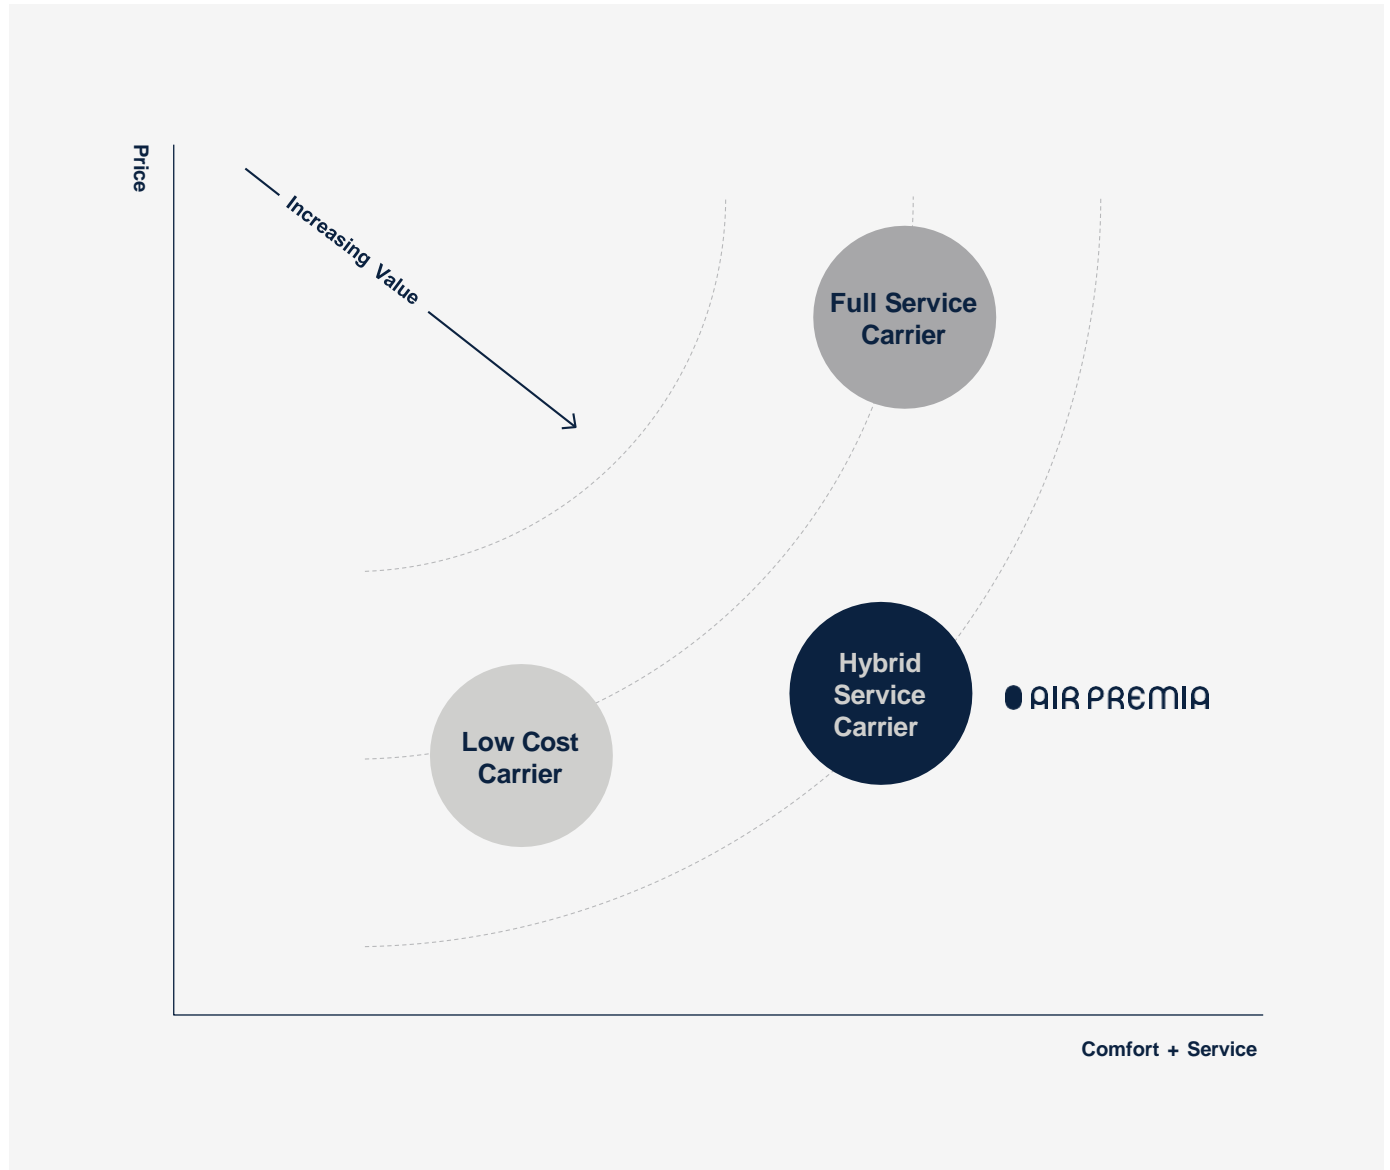 Price
Increasing Value
Full Service
Carrier
Hybrid
Service
Carrier
AIR PREMIA
Low Cost
Carrier
Comfort + Service